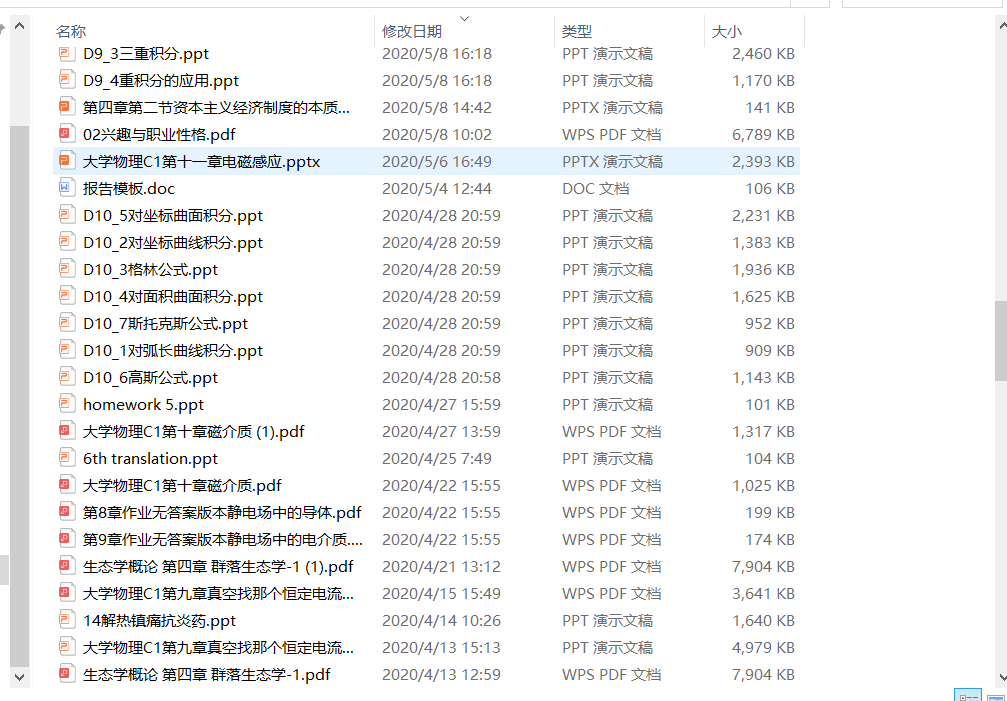 名称 修改日期 类型 大小
D9_3三重积分.ppt 2020/5/8 16:18 PPT 演示文稿 2,460 KB
D9_4重积分的应用.ppt 2020/5/8 16:18 PPT 演示文稿 1,170 KB
第四章第二节资本主义经济制度的本质... 2020/5/8 14:42 PPTX 演示文稿 141 KB
02兴趣与职业性格.pdf 2020/5/8 10:02 WPS PDF 文档 6,789 KB
大学物理C1第十一章电磁感应.pptx 2020/5/6 16:49 PPTX 演示文稿 2,393 KB
报告模板.doc 2020/5/4 12:44 DOC 文档 106 KB
D10_5对坐标曲面积分.ppt 2020/4/28 20:59 PPT 演示文稿 2,231 KB
D10_2对坐标曲线积分.ppt 2020/4/28 20:59 PPT 演示文稿 1,383 KB
D10_3格林公式.ppt 2020/4/28 20:59 PPT 演示文稿 1,936 KB
D10_4对面积曲面积分.ppt 2020/4/28 20:59 PPT 演示文稿 1,625 KB
D10_7斯托克斯公式.ppt 2020/4/28 20:59 PPT 演示文稿 952 KB
D10_1对弧长曲线积分.ppt 2020/4/28 20:59 PPT 演示文稿 909 KB
D10_6高斯公式.ppt 2020/4/28 20:58 PPT 演示文稿 1,143 KB
homework 5.ppt 2020/4/27 15:59 PPT 演示文稿 101 KB
大学物理C1第十章磁介质 (1).pdf 2020/4/27 13:59 WPS PDF 文档 1,317 KB
6th translation.ppt 2020/4/25 7:49 PPT 演示文稿 104 KB
大学物理C1第十章磁介质.pdf 2020/4/22 15:55 WPS PDF 文档 1,025 KB
第8章作业无答案版本静电场中的导体.pdf 2020/4/22 15:55 WPS PDF 文档 199 KB
第9章作业无答案版本静电场中的电介质.... 2020/4/22 15:55 WPS PDF 文档 174 KB
生态学概论 第四章 群落生态学-1 (1).pdf 2020/4/21 13:12 WPS PDF 文档 7,904 KB
大学物理C1第九章真空找那个恒定电流... 2020/4/15 15:49 WPS PDF 文档 3,641 KB
14解热镇痛抗炎药.ppt 2020/4/14 10:26 PPT 演示文稿 1,640 KB
大学物理C1第九章真空找那个恒定电流... 2020/4/13 15:13 PPT 演示文稿 4,979 KB
生态学概论 第四章 群落生态学-1.pdf 2020/4/13 12:59 WPS PDF 文档 7,904 KB